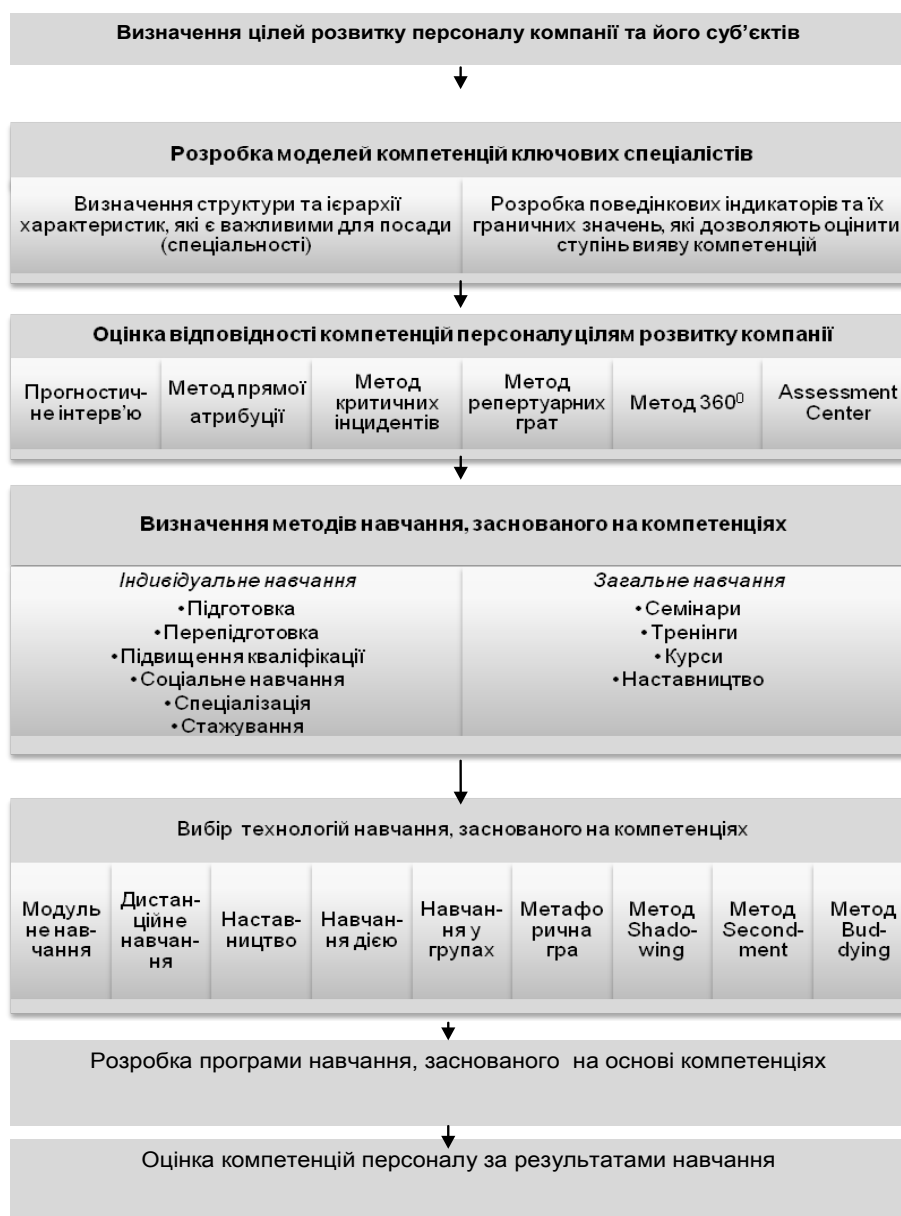 Визначення цілей розвитку персоналу компанії та його суб’єктів
Розробка моделей компетенцій ключових спеціалістів
Визначення структури та ієрархії
характеристик, які є важливими для посади
(спеціальності)
Розробка поведінкових індикаторів та їх
граничних значень, які дозволяють оцінити
ступінь вияву компетенцій
Оцінка відповідності компетенцій персоналу цілям розвитку компанії
Прогностич-
не інтерв’ю
Метод прямої
атрибуції
Метод
критичних
інцидентів
Метод
репертуарних
грат
Метод 360⁰
Assessment
Center
Визначення методів навчання, заснованого на компетенціях
Індивідуальне навчання
•Підготовка
•Перепідготовка
•Підвищення кваліфікації
•Соціальне навчання
•Спеціалізація
•Стажування
Загальне навчання
•Семінари
•Тренінги
•Курси
•Наставництво
Вибір технологій навчання, заснованого на компетенціях
Модуль
не нав-
чання
Дистан-
ційне
навчан-
ня
Настав-
ництво
Навчан-
ня дією
Навчан-
ня у
групах
Метафо
рична
гра
Метод
Shado-
wing
Метод
Second-
ment
Метод
Bud-
dying
Розробка програми навчання, заснованого на основі компетенціях
Оцінка компетенцій персоналу за результатами навчання